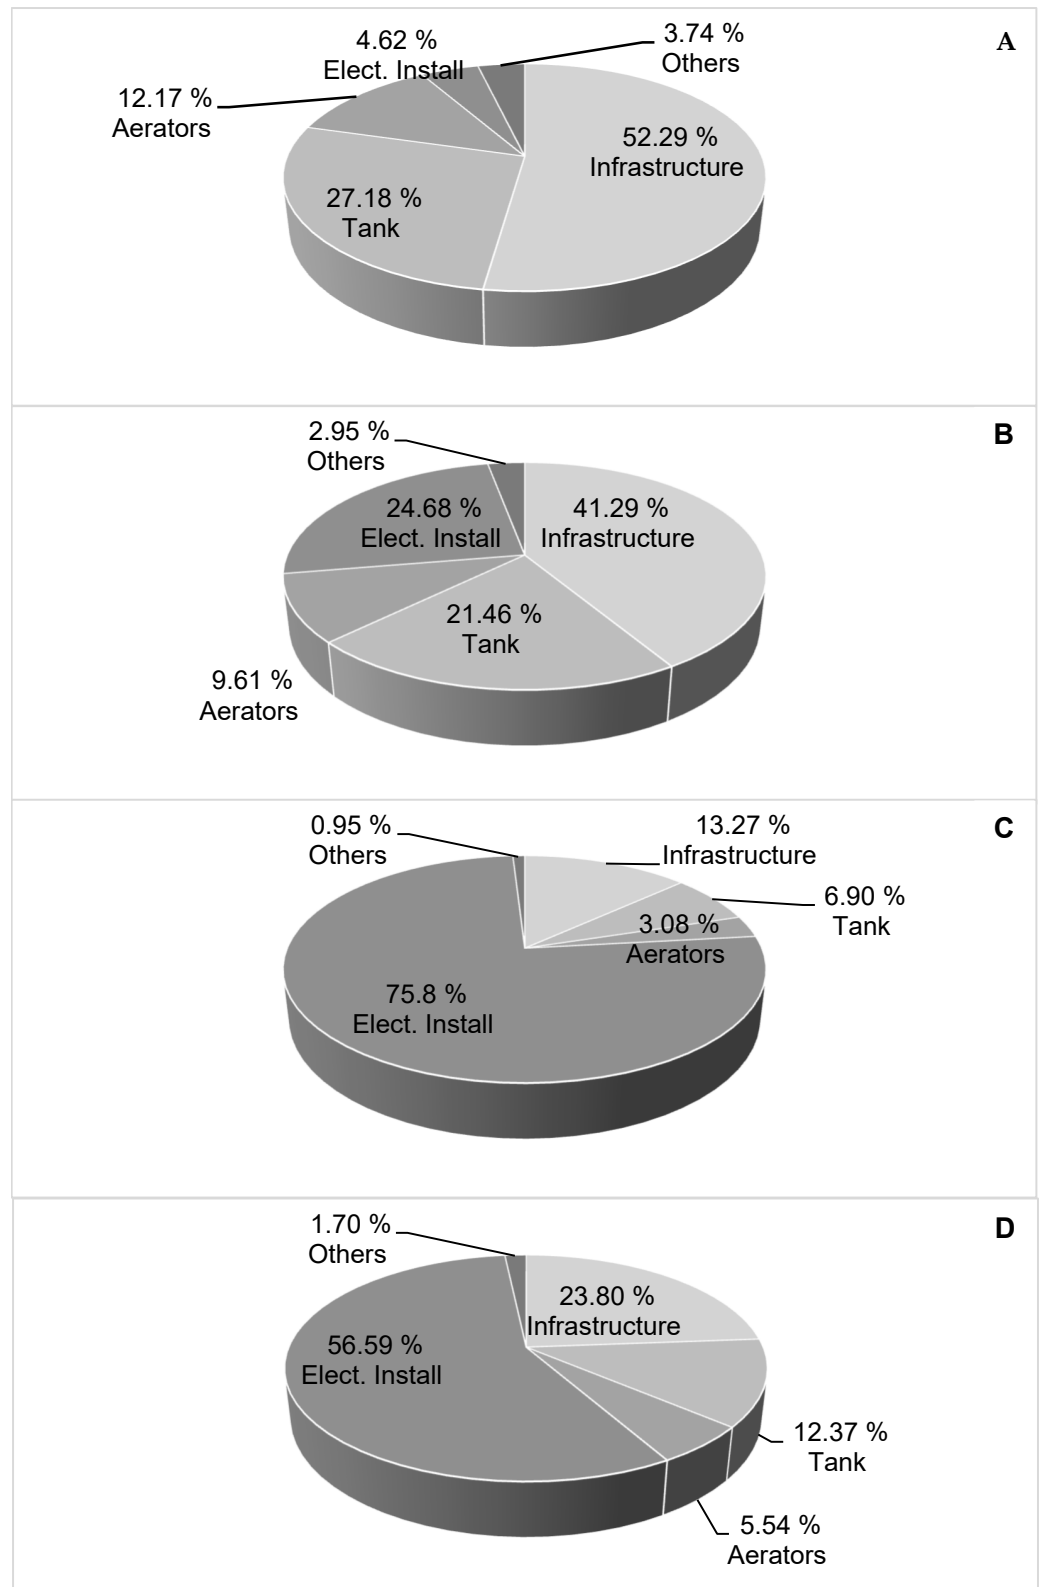 A
4.62 %
Elect. Install
3.74 %
Others
12.17 %
Aerators
52.29 %
Infrastructure
27.18 %
Tank
B
2.95 %
Others
24.68 %
Elect. Install
41.29 %
Infrastructure
21.46 %
Tank
9.61 %
Aerators
C
0.95 %
Others
13.27 %
Infrastructure
6.90 %
Tank
3.08 %
Aerators
75.8 %
Elect. Install
D
1.70 %
Others
23.80 %
Infrastructure
56.59 %
Elect. Install
12.37 %
Tank
5.54 %
Aerators